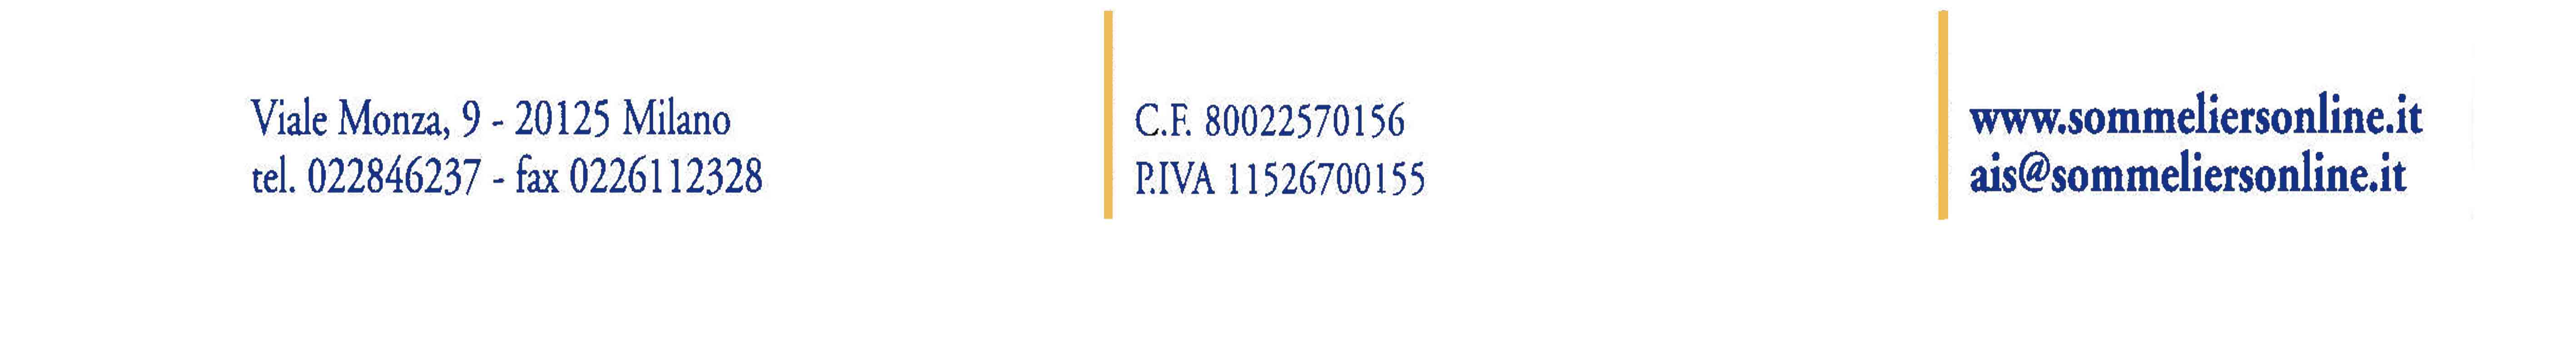 Viale Monza, 9 - 20125 Milano
tel. 022846237 - fax 0226112328
C.F. 80022570156
P.IVA 11526700155
www.sommeliersonline.it
ais@sommeliersonline.it